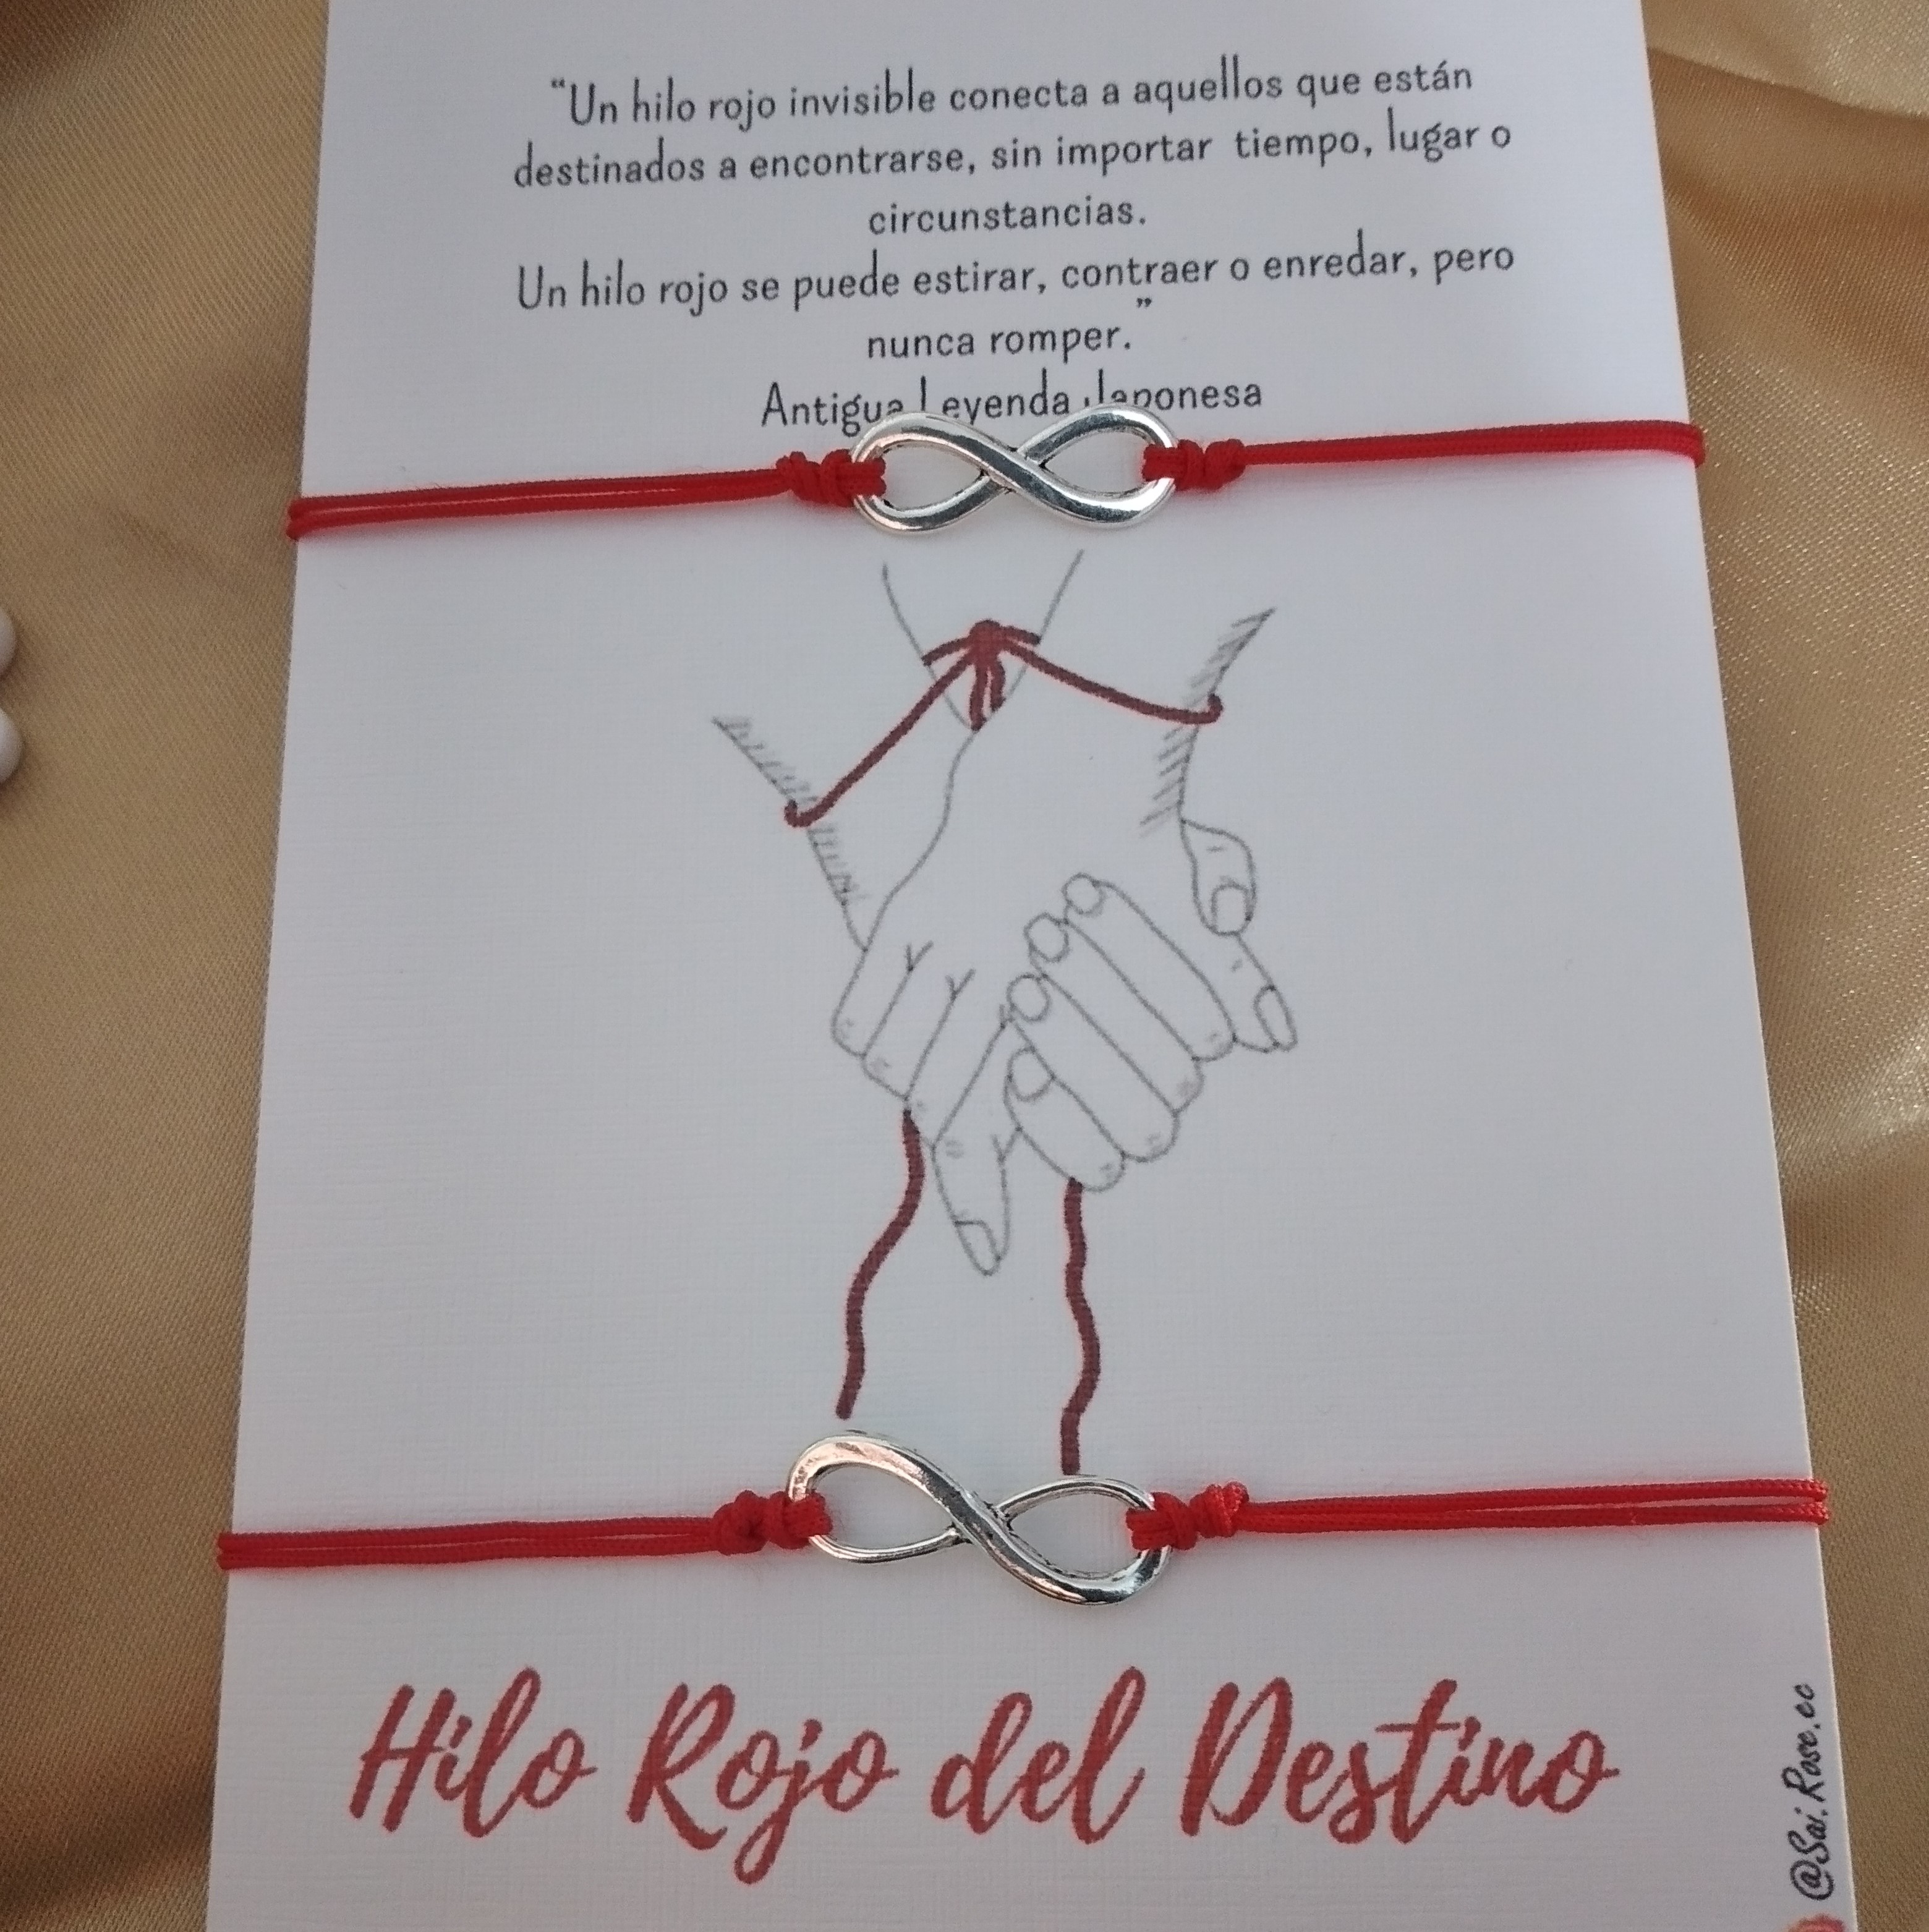 “Un hilo rojo invisible conecta a aquellos que están
destinados a encontrarse, sin importar tiempo, lugar o
circunstancias.
Un hilo rojo se puede estirar, contraer o enredar, pero
nunca romper.”
Antigua Leyenda Japonesa
Hilo Rojo del Destino
@Sai.Rose.ec